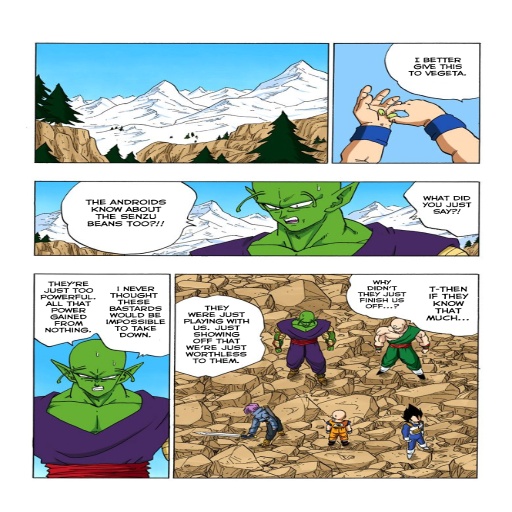 I BETTER
GIVE THIS
TO VEGETA.
THE ANDROIDS
KNOW ABOUT
THE SENZU
BEANS TOO?!!
WHAT DID
YOU JUST
SAY?!
THEY'RE
JUST TOO
POWERFUL.
ALL THAT
POWER
GAINED
FROM
NOTHING.
I NEVER
THOUGHT
THESE
BASTARDS
WOULD BE
IMPOSSIBLE
TO TAKE
DOWN.
THEY
WERE JUST
PLAYING WITH
US. JUST
SHOWING
OFF THAT
WE'RE JUST
WORTHLESS
TO THEM.
WHY
DIDN'T
THEY JUST
FINISH US
OFF...?
T-THEN
IF THEY
KNOW
THAT
MUCH...